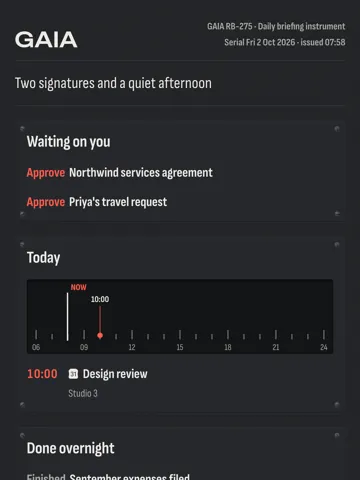 GAIA
GAIA RB-275 · Daily briefing instrument
Serial Fri 2 Oct 2026 · issued 07:58
Two signatures and a quiet afternoon
Waiting on you
Approve Northwind services agreement
Approve Priya's travel request
Today
NOW
10:00
06 09 12 15 18 21 24
10:00 31 Design review
Studio 3
Done overnight
Finished September expenses filed